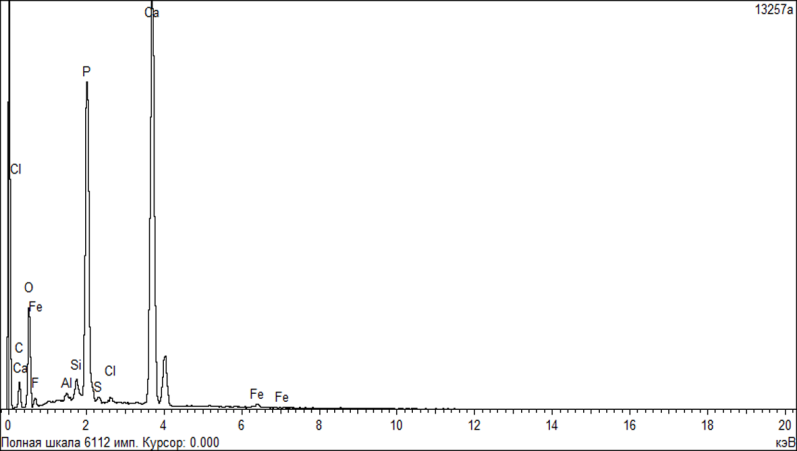 Ca
13257а
P
Cl
O
Fe
C
Ca
F
Al
Si
S
Cl
Fe
Fe
0 2 4 6 8 10 12 14 16 18 20
Полная шкала 6112 имп. Курсор: 0.000
кэВ